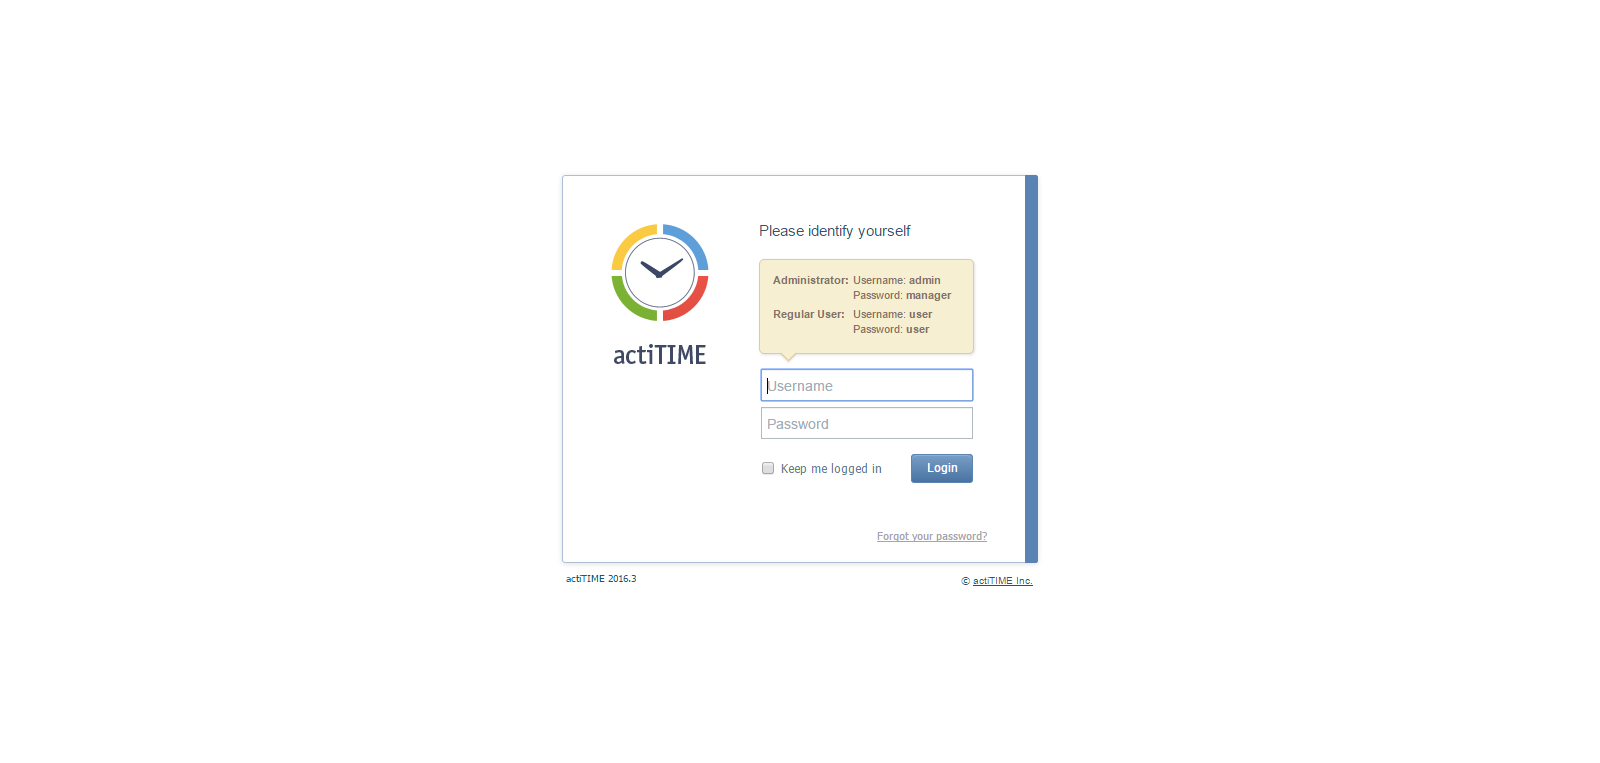 Please identify yourself
Administrator: Username: admin
Password: manager
Regular User: Username: user
Password: user
actiTIME
Username
Password
Keep me logged in
Login
Forgot your password?
actiTIME 2016.3
© actiTIME Inc.